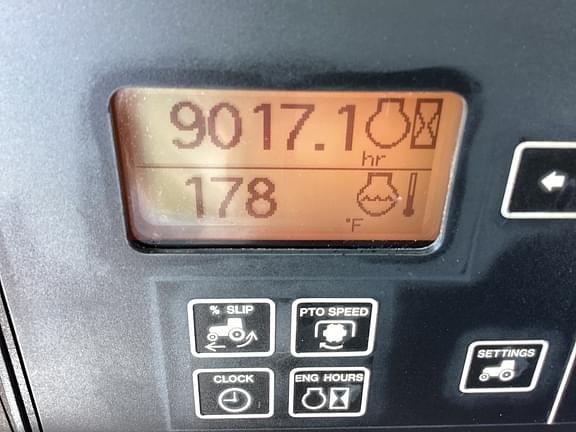 9017.1
hr
178
°F
% SLIP
PTO SPEED
CLOCK
ENG HOURS
SETTINGS